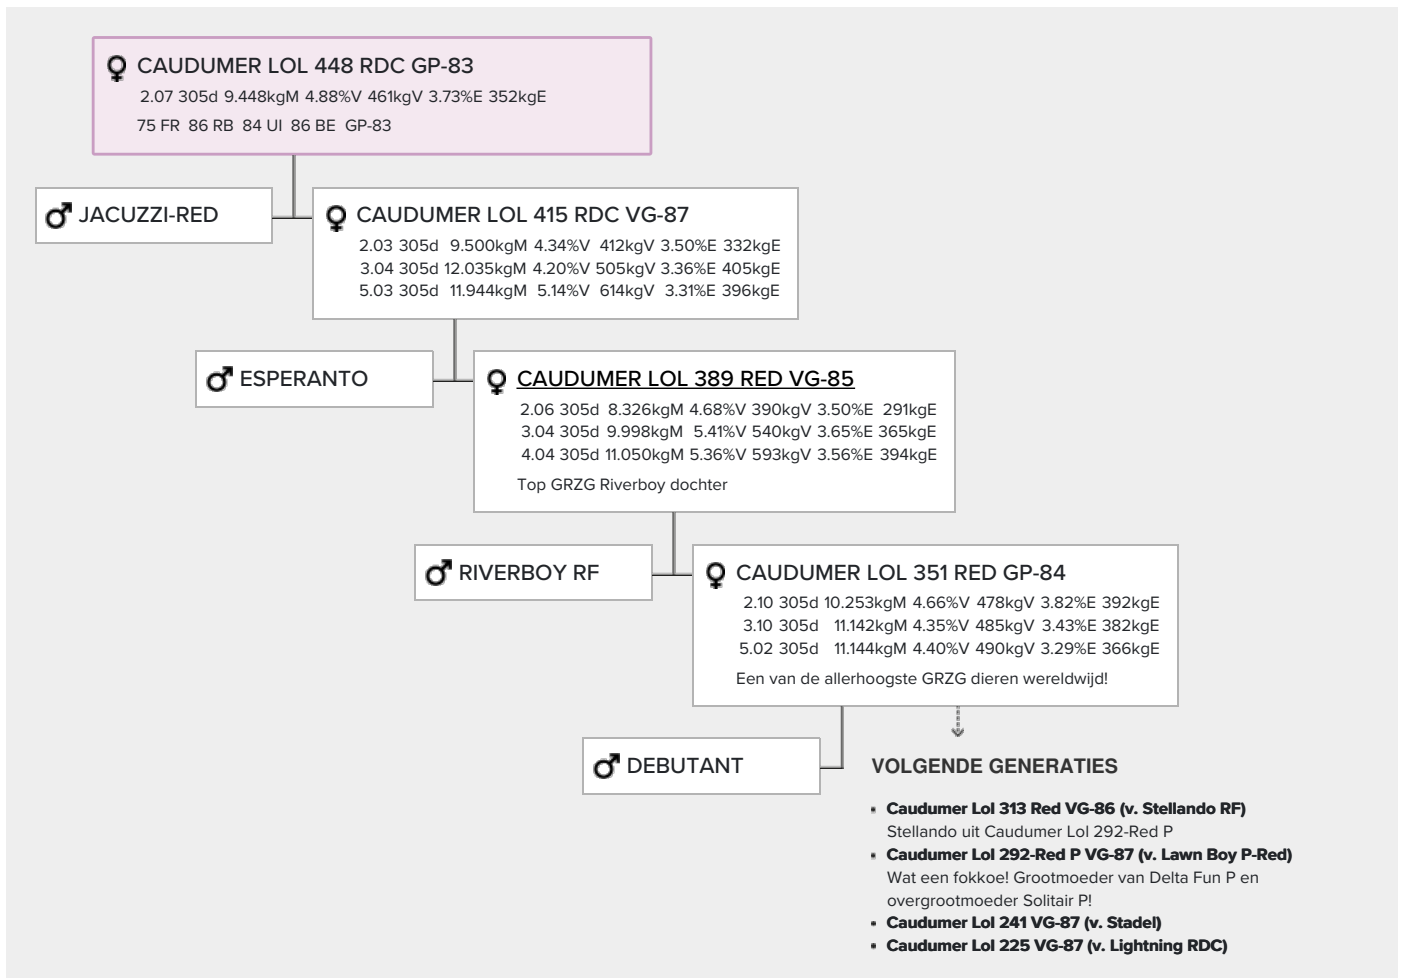 CAUDUMER LOL 448 RDC GP-83
2.07 305d 9.448kgM 4.88%V 461kgV 3.73%E 352kgE
75 FR 86 RB 84 UI 86 BE GP-83
JACUZZI-RED
CAUDUMER LOL 415 RDC VG-87
2.03 305d 9.500kgM 4.34%V 412kgV 3.50%E 332kgE
3.04 305d 12.035kgM 4.20%V 505kgV 3.36%E 405kgE
5.03 305d 11.944kgM 5.14%V 614kgV 3.31%E 396kgE
ESPERANTO
CAUDUMER LOL 389 RED VG-85
2.06 305d 8.326kgM 4.68%V 390kgV 3.50%E 291kgE
3.04 305d 9.998kgM 5.41%V 540kgV 3.65%E 365kgE
4.04 305d 11.050kgM 5.36%V 593kgV 3.56%E 394kgE
Top GRZG Riverboy dochter
RIVERBOY RF
CAUDUMER LOL 351 RED GP-84
2.10 305d 10.253kgM 4.66%V 478kgV 3.82%E 392kgE
3.10 305d 11.142kgM 4.35%V 485kgV 3.43%E 382kgE
5.02 305d 11.144kgM 4.40%V 490kgV 3.29%E 366kgE
Een van de allerhoogste GRZG dieren wereldwijd!
DEBUTANT
VOLGENDE GENERATIES
• Caudumer Lol 313 Red VG-86 (v. Stellando RF)
Stellando uit Caudumer Lol 292-Red P
• Caudumer Lol 292-Red P VG-87 (v. Lawn Boy P-Red)
Wat een fokkoe! Grootmoeder van Delta Fun P en
overgrootmoeder Solitair P!
• Caudumer Lol 241 VG-87 (v. Stadel)
• Caudumer Lol 225 VG-87 (v. Lightning RDC)